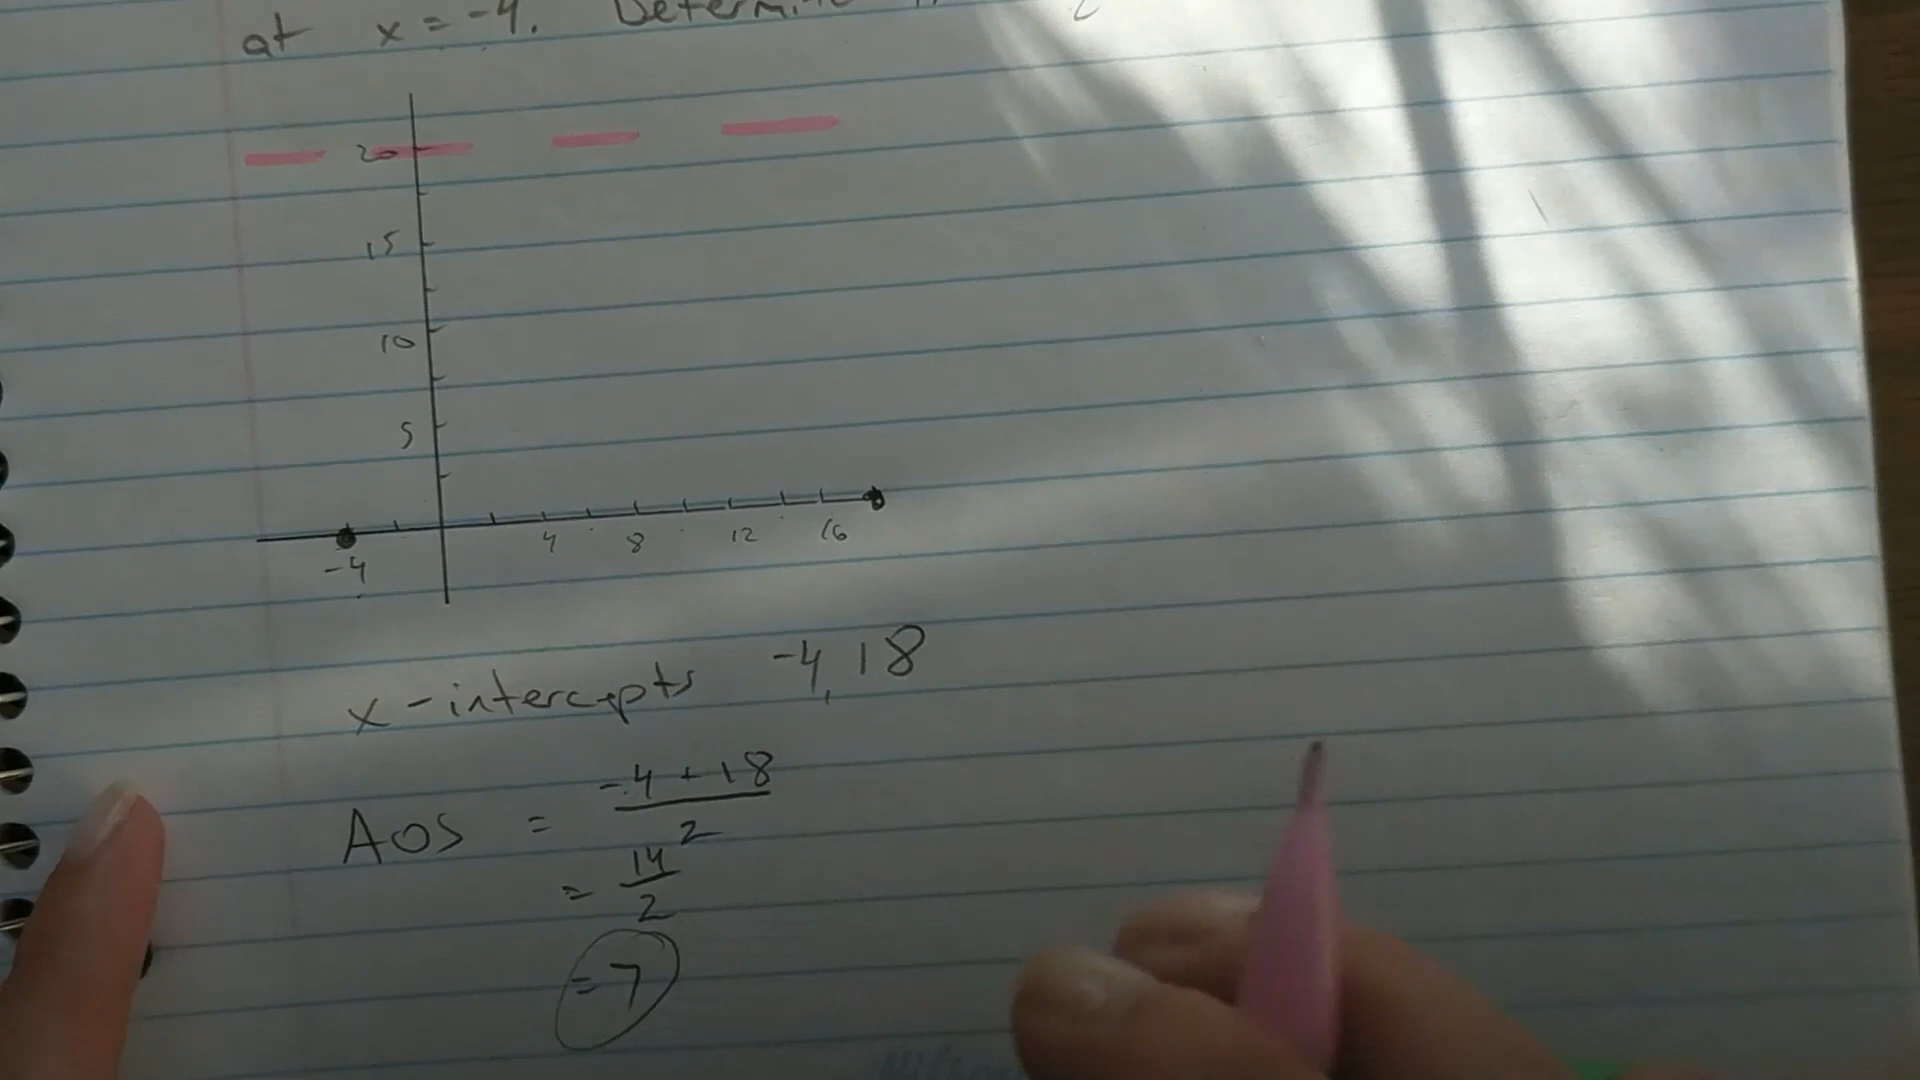 at x = -4. Determin
20
15
10
5
-4 4 8 12 16
x-intercepts -4, 18
AOS = -4 + 18
2
= 14
2
= 7